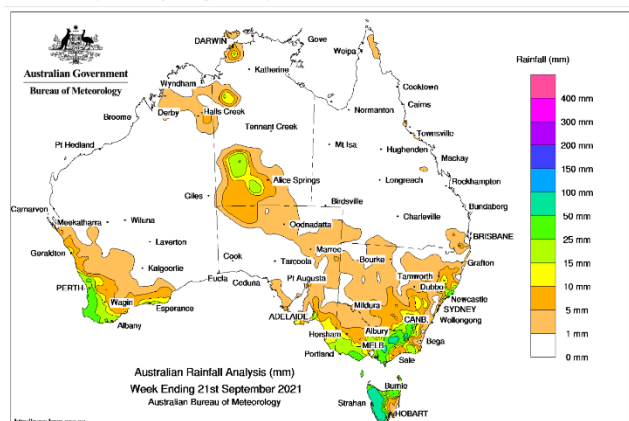 Australian Government
Bureau of Meteorology
DARWIN
Gove
Weipa
Katherine
Wyndham
Cooktown
Cairns
Derby
Halls Creek
Normanton
Broome
Tennant Creek
Townsville
Pt Hedland
Mt Isa
Hughenden
Mackay
Alice Springs
Longreach
Rockhampton
Giles
Birdsville
Carnarvon
Bundaberg
Meekatharra
Wiluna
Oodnadatta
Charleville
BRISBANE
Laverton
Marree
Geraldton
Cook
Tarcoola
Bourke
Grafton
Kalgoorlie
Pt Augusta
Tamworth
PERTH
Eucla
Ceduna
Dubbo
Wagin
Esperance
Mildura
Newcastle
SYDNEY
ADELAIDE
CANB.
Wollongong
Albany
Horsham
Albury
MELB
Bega
Portland
Sale
Burnie
Strahan
HOBART
Australian Rainfall Analysis (mm)
Week Ending 21st September 2021
Australian Bureau of Meteorology
Rainfall (mm)
400 mm
300 mm
200 mm
150 mm
100 mm
50 mm
25 mm
15 mm
10 mm
5 mm
1 mm
0 mm